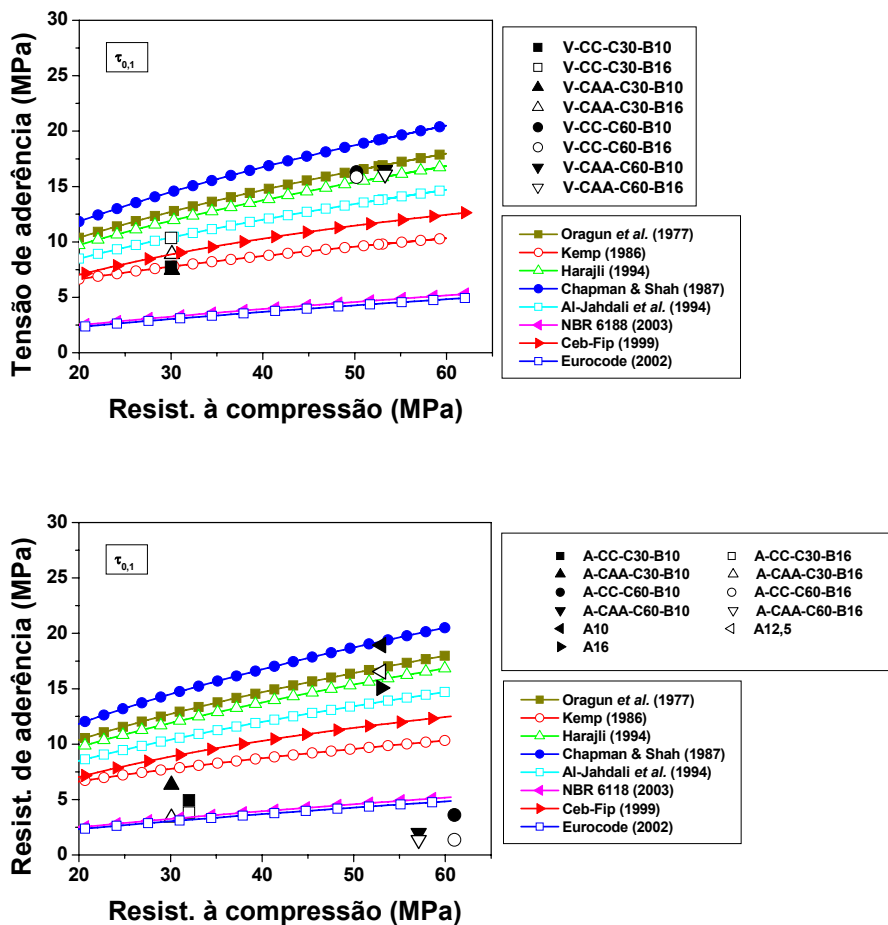 30
25
20
15
10
5
0
τ0,1
20 30 40 50 60
Tensão de aderência (MPa)
Resist. à compressão (MPa)
V-CC-C30-B10
V-CC-C30-B16
V-CAA-C30-B10
V-CAA-C30-B16
V-CC-C60-B10
V-CC-C60-B16
V-CAA-C60-B10
V-CAA-C60-B16
Oragun et al. (1977)
Kemp (1986)
Harajli (1994)
Chapman & Shah (1987)
Al-Jahdali et al. (1994)
NBR 6188 (2003)
Ceb-Fip (1999)
Eurocode (2002)
30
25
20
15
10
5
0
τ0,1
20 30 40 50 60
Resist. de aderência (MPa)
Resist. à compressão (MPa)
A-CC-C30-B10 A-CC-C30-B16
A-CAA-C30-B10 A-CAA-C30-B16
A-CC-C60-B10 A-CC-C60-B16
A-CAA-C60-B10 A-CAA-C60-B16
A10 A12,5
A16
Oragun et al. (1977)
Kemp (1986)
Harajli (1994)
Chapman & Shah (1987)
Al-Jahdali et al. (1994)
NBR 6118 (2003)
Ceb-Fip (1999)
Eurocode (2002)